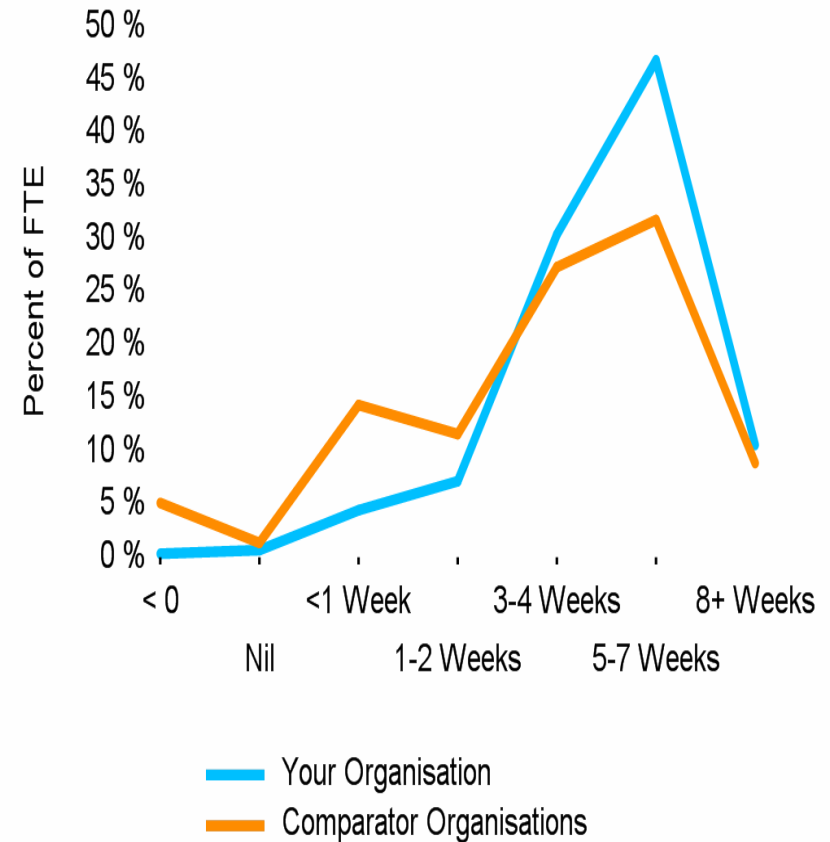 50 %
45 %
40 %
35 %
30 %
25 %
20 %
15 %
10 %
5 %
0 %
Percent of FTE
< 0
<1 Week
3-4 Weeks
8+ Weeks
Nil
1-2 Weeks
5-7 Weeks
Your Organisation
Comparator Organisations